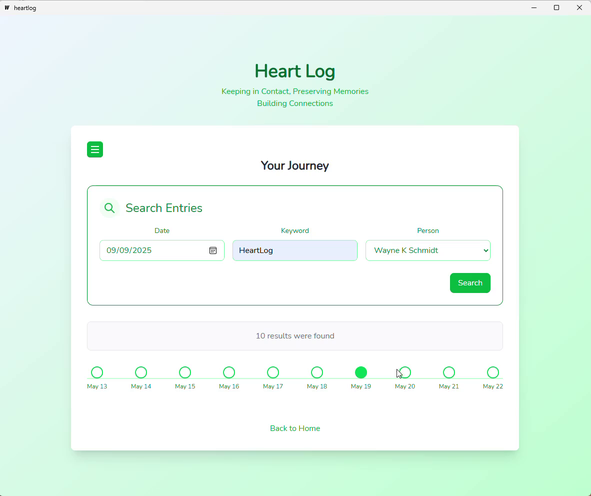 heartlog
Heart Log
Keeping in Contact, Preserving Memories
Building Connections
Your Journey
Search Entries
Date Keyword Person
09/09/2025 HeartLog Wayne K Schmidt
Search
10 results were found
May 13 May 14 May 15 May 16 May 17 May 18 May 19 May 20 May 21 May 22
Back to Home